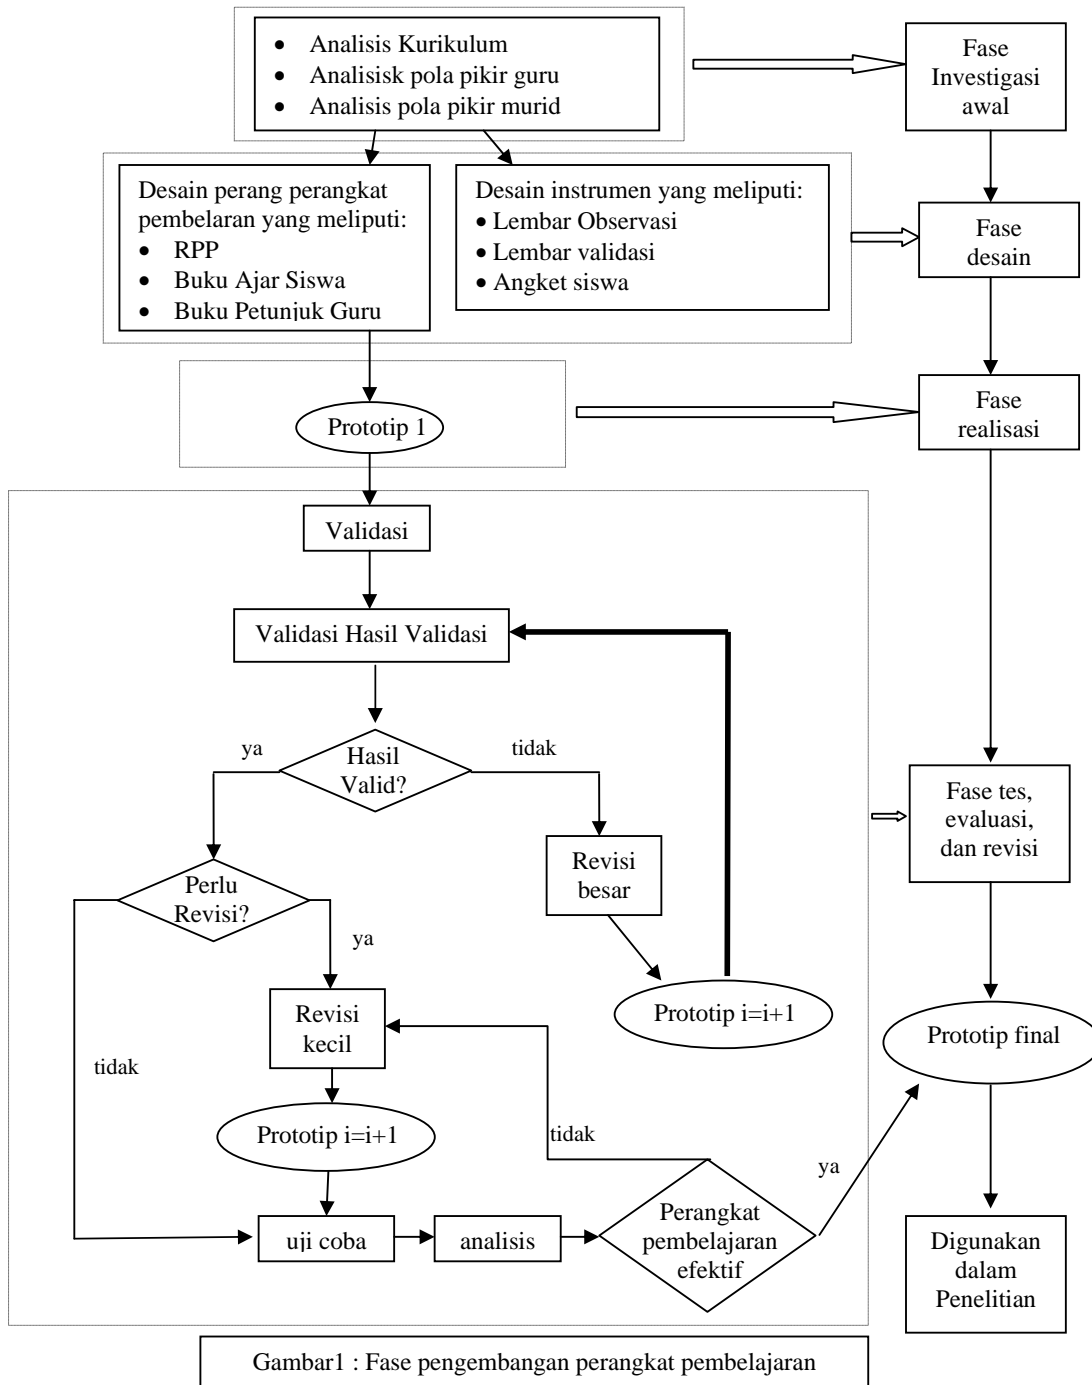 • Analisis Kurikulum
• Analisisk pola pikir guru
• Analisis pola pikir murid
Fase
Investigasi
awal
Desain perang perangkat
pembelaran yang meliputi:
• RPP
• Buku Ajar Siswa
• Buku Petunjuk Guru
Desain instrumen yang meliputi:
• Lembar Observasi
• Lembar validasi
• Angket siswa
Fase
desain
Prototip 1
Fase
realisasi
Validasi
Validasi Hasil Validasi
ya
Hasil
Valid?
tidak
Fase tes,
evaluasi,
dan revisi
Perlu
Revisi?
Revisi
besar
ya
tidak
Revisi
kecil
Prototip i=i+1
Prototip final
Prototip i=i+1
tidak
ya
uji coba
analisis
Perangkat
pembelajaran
efektif
Digunakan
dalam
Penelitian
Gambar1 : Fase pengembangan perangkat pembelajaran